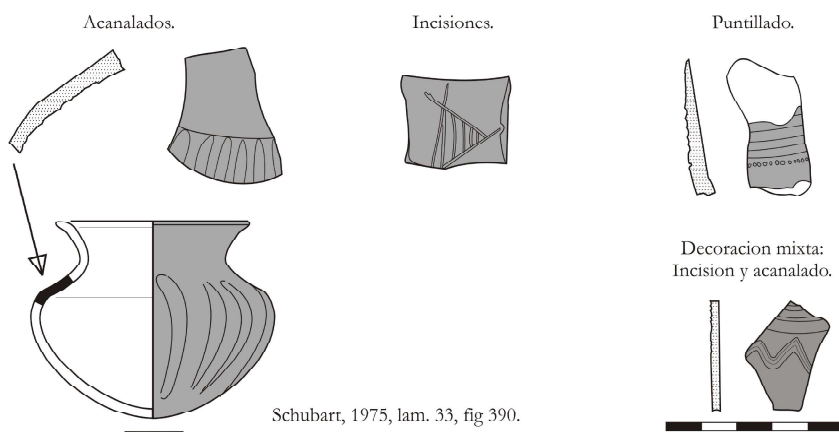 Acanalados.
Incisiones.
Puntillado.
Decoracion mixta:
Incision y acanalado.
Schubart, 1975, lam. 33, fig 390.